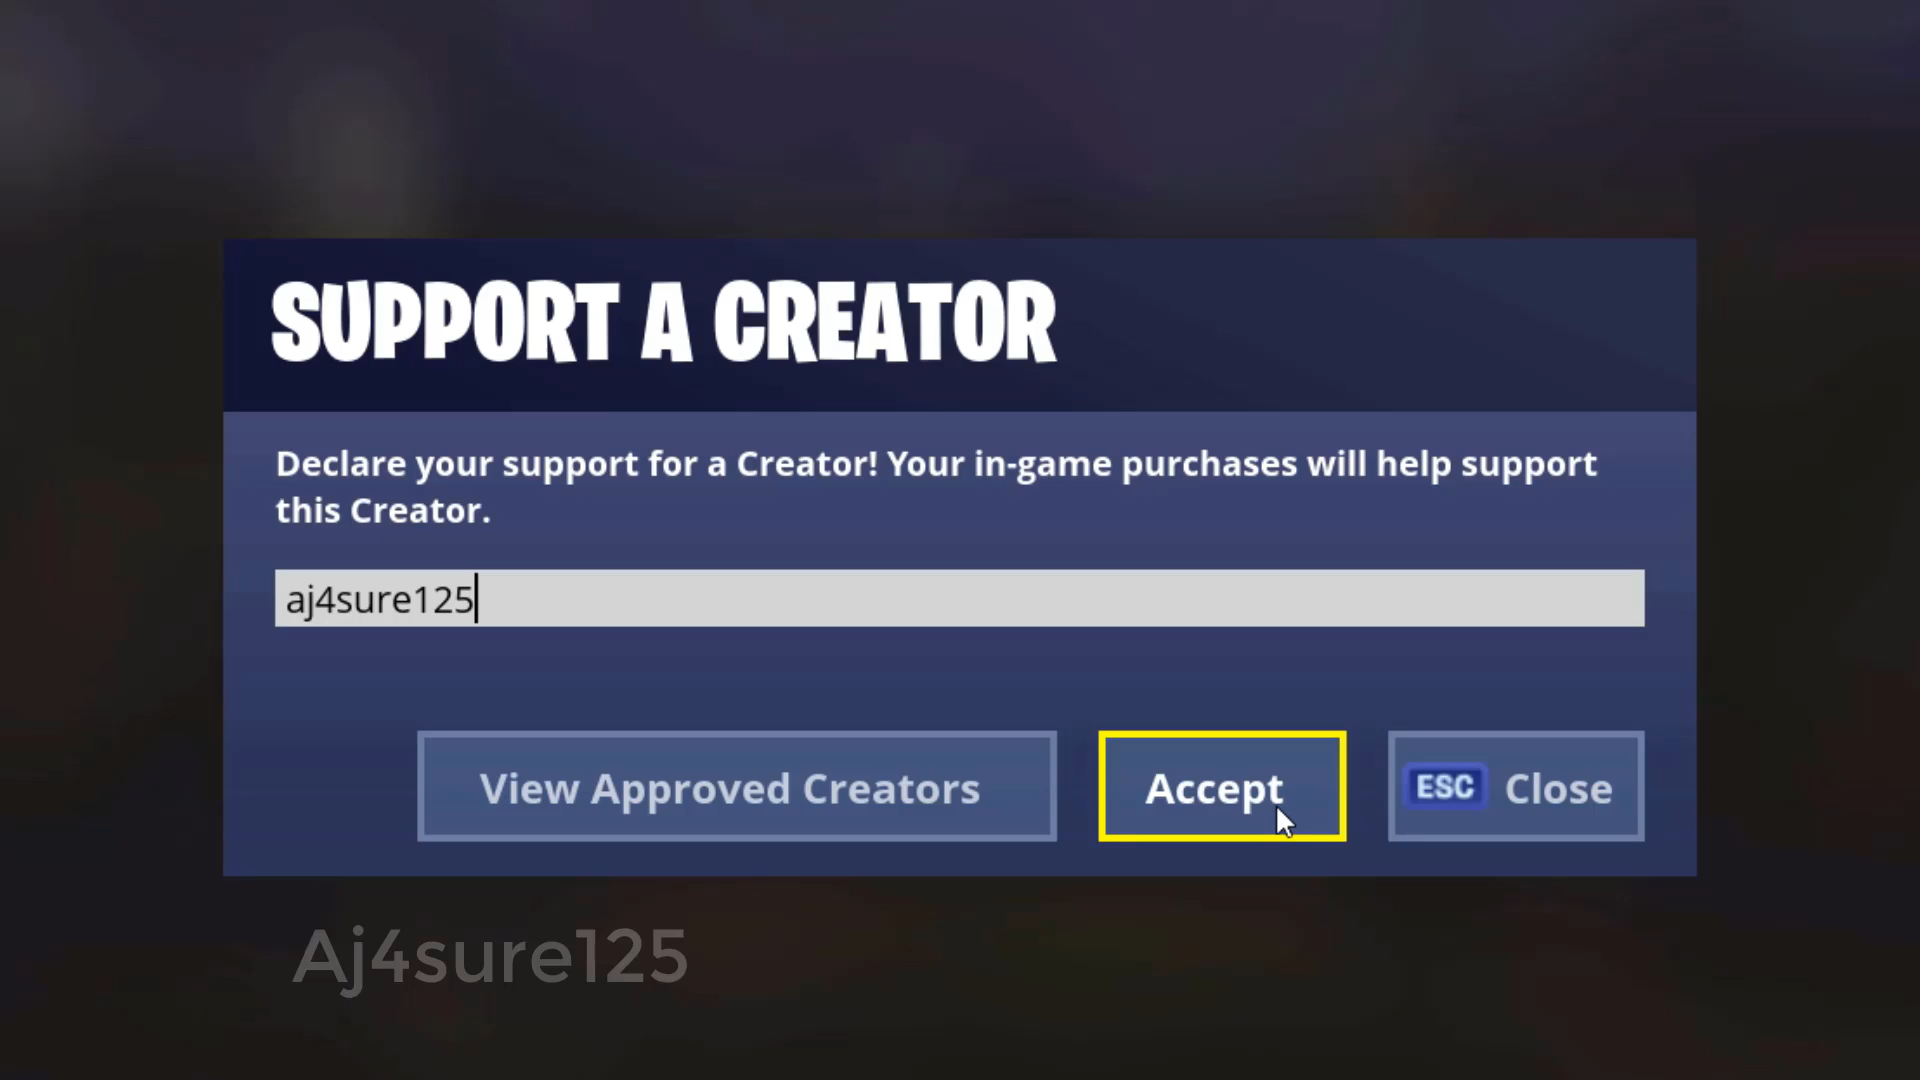 SUPPORT A CREATOR
Declare your support for a Creator! Your in-game purchases will help support
this Creator.
aj4sure125
View Approved Creators
Accept
ESC Close
Aj4sure125